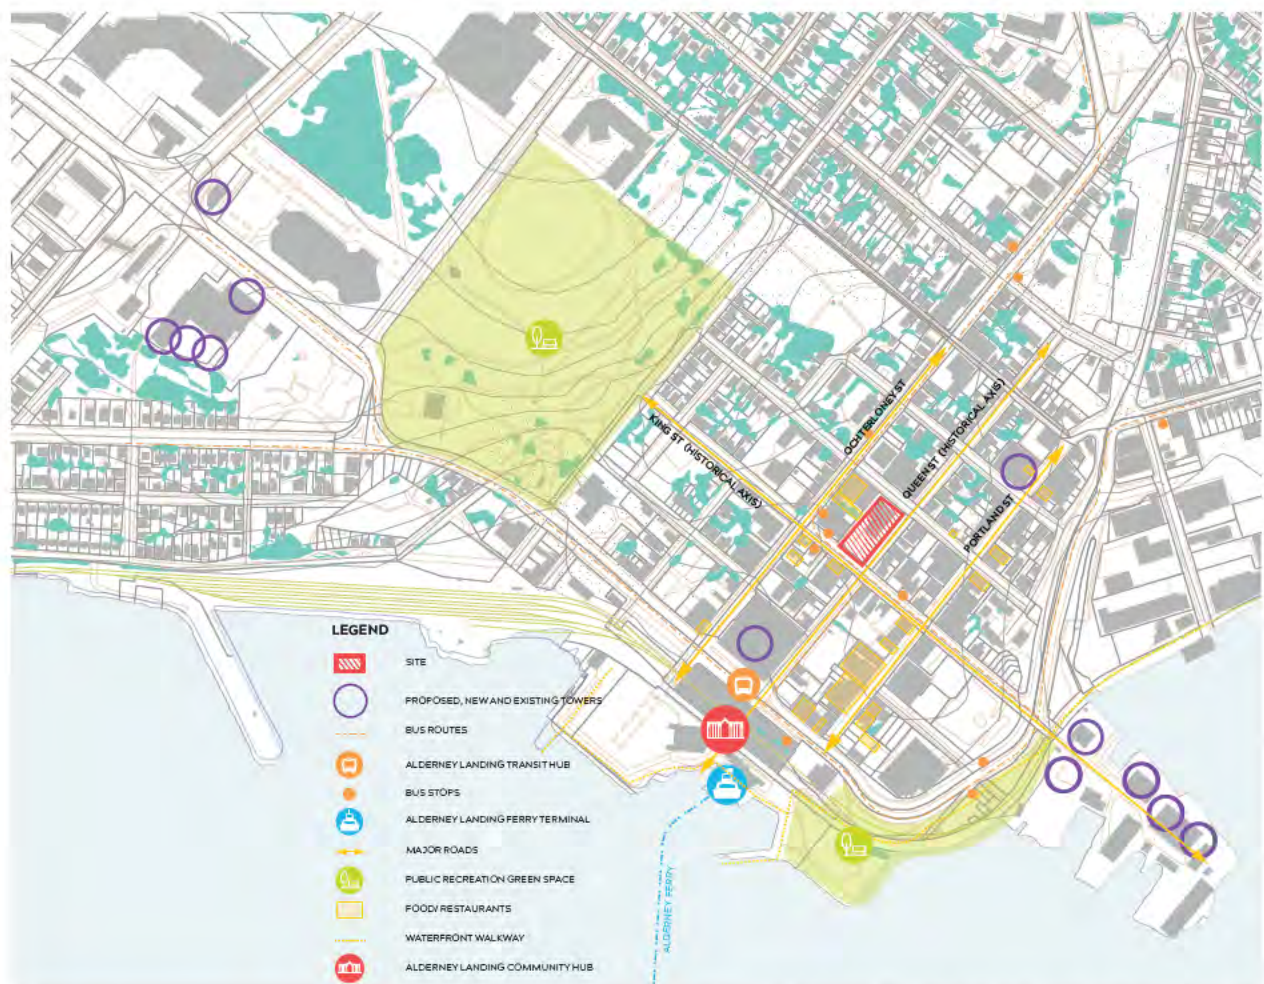 OCHTERLONEY ST
QUEEN ST (HISTORICAL AXIS)
KING ST (HISTORICAL AXIS)
PORTLAND ST
LEGEND
SITE
PROPOSED, NEW AND EXISTING TOWERS
BUS ROUTES
ALDERNEY LANDING TRANSIT HUB
BUS STOPS
ALDERNEY LANDING FERRY TERMINAL
MAJOR ROADS
PUBLIC RECREATION GREEN SPACE
FOOD/RESTAURANTS
WATERFRONT WALKWAY
ALDERNEY LANDING COMMUNITY HUB
ALDERNEY FERRY